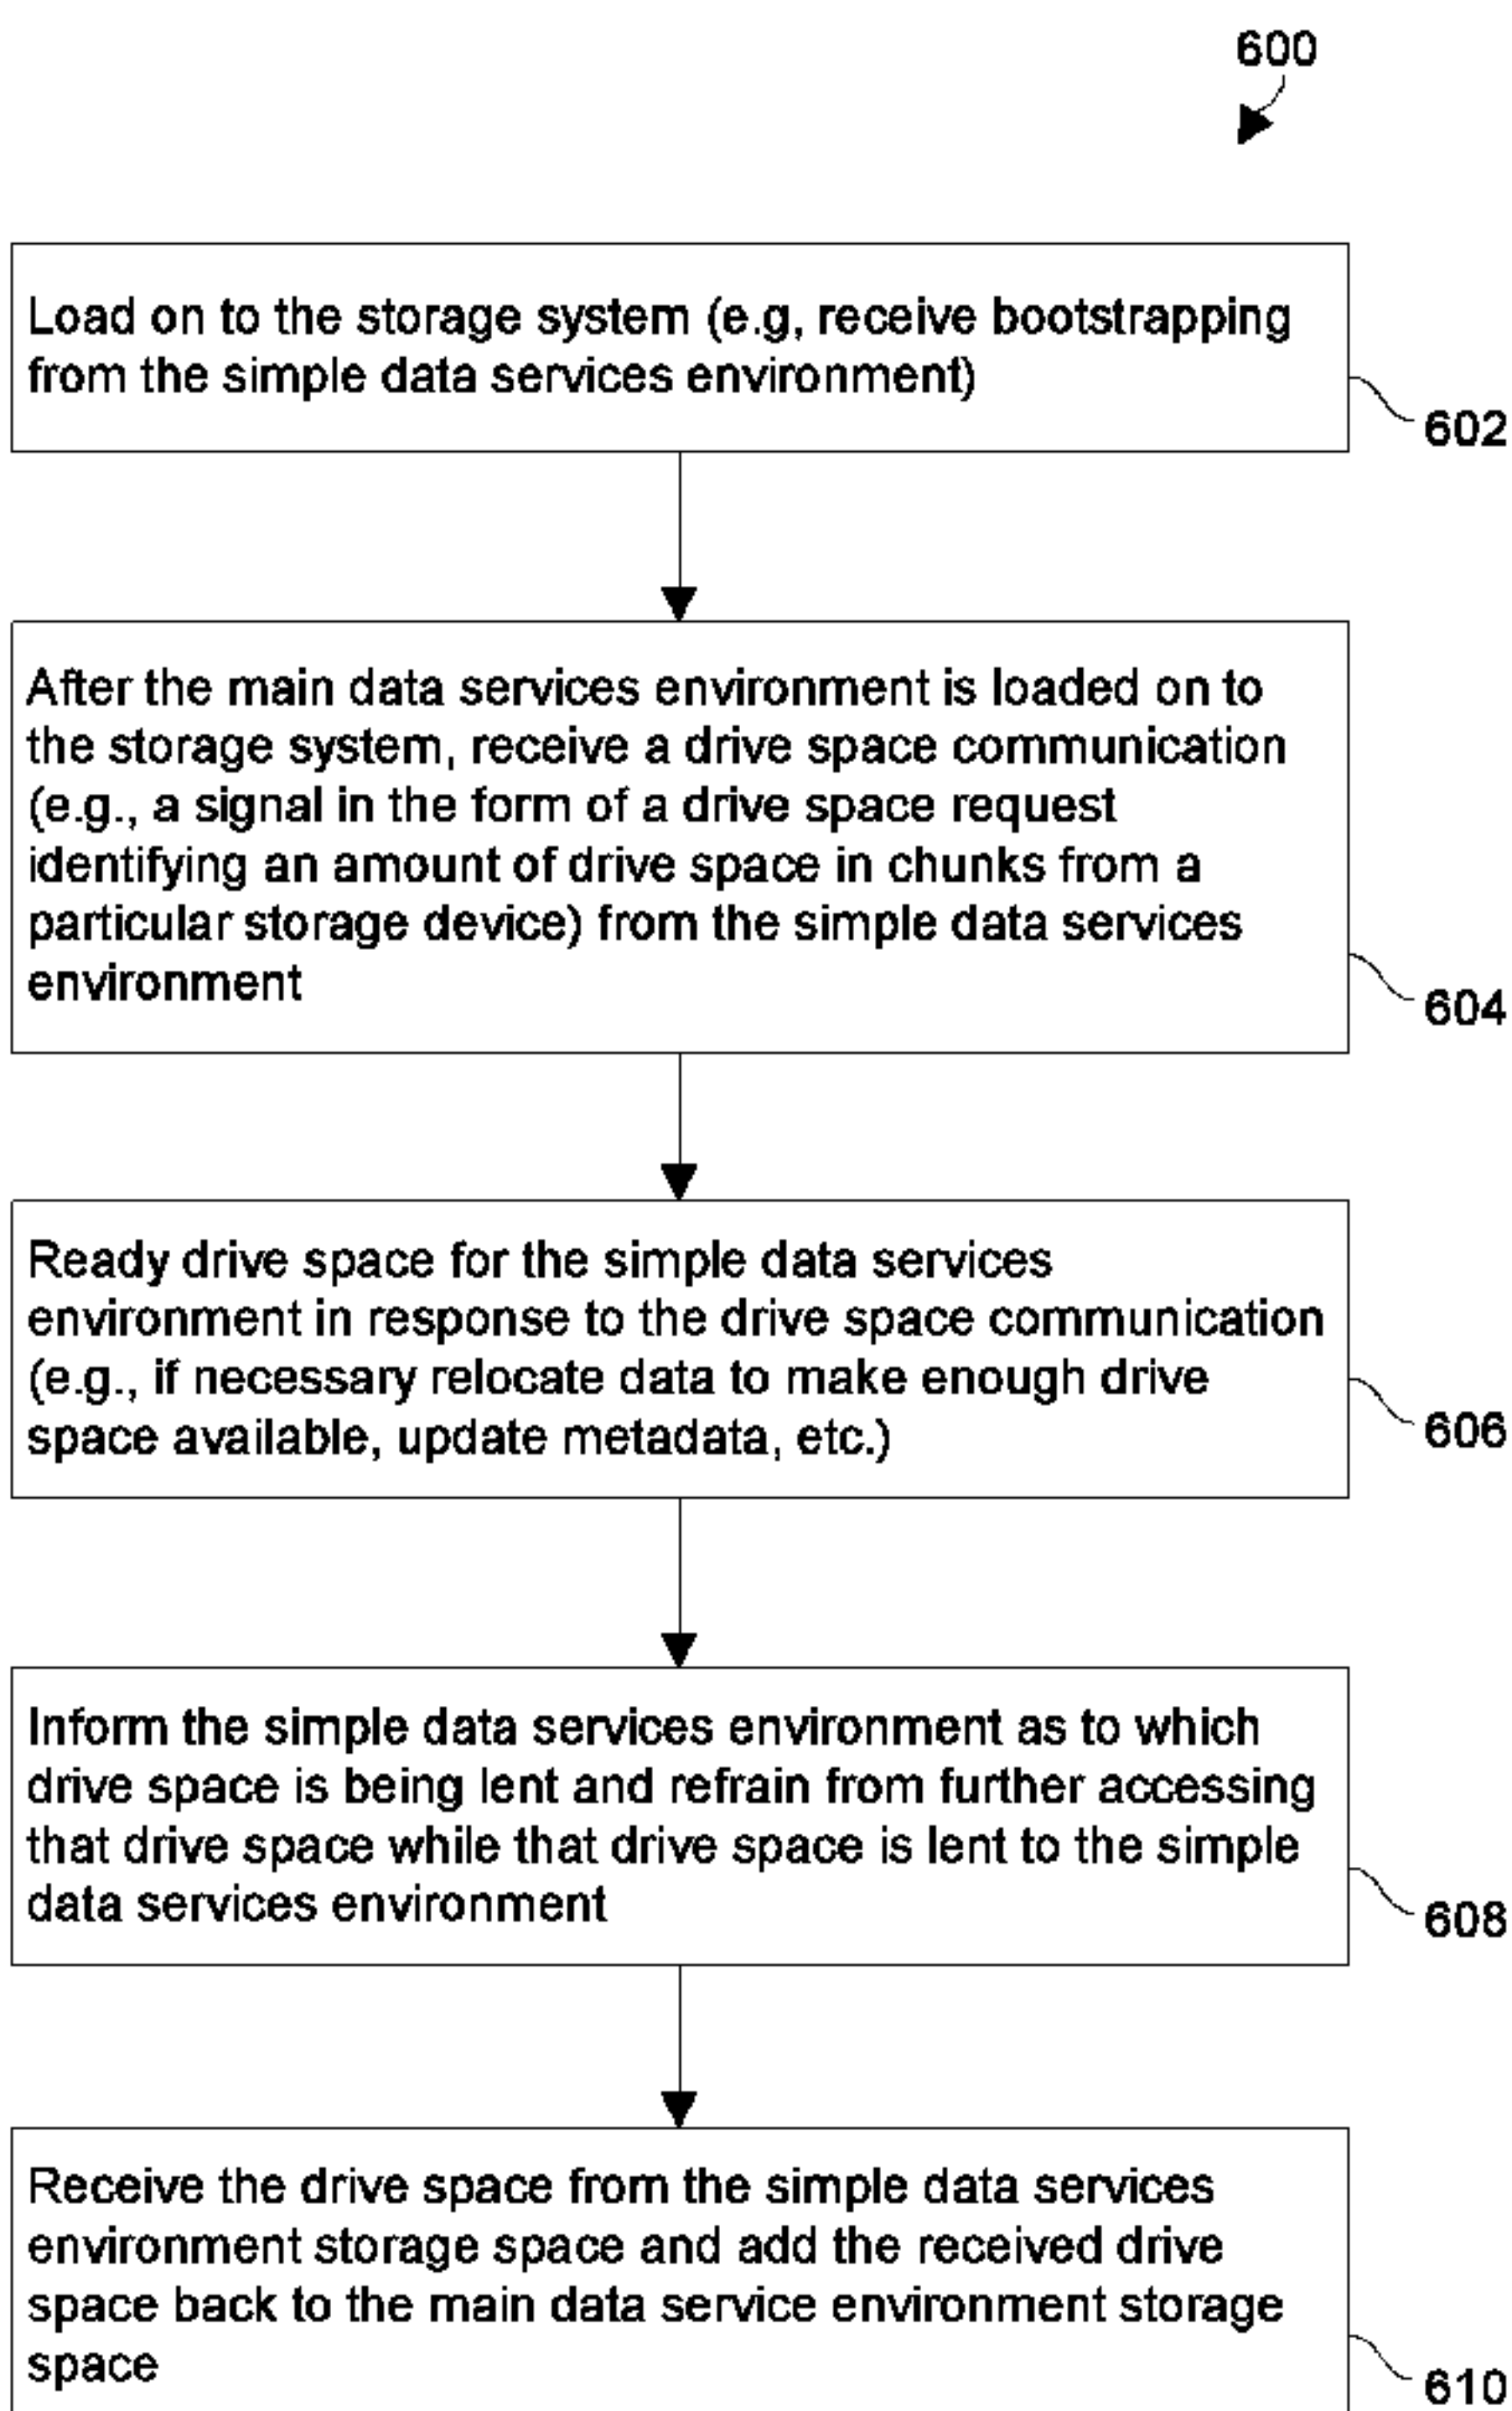 600
Load on to the storage system (e.g, receive bootstrapping
from the simple data services environment)
602
After the main data services environment is loaded on to
the storage system, receive a drive space communication
(e.g., a signal in the form of a drive space request
identifying an amount of drive space in chunks from a
particular storage device) from the simple data services
environment
604
Ready drive space for the simple data services
environment in response to the drive space communication
(e.g., if necessary relocate data to make enough drive
space available, update metadata, etc.)
606
Inform the simple data services environment as to which
drive space is being lent and refrain from further accessing
that drive space while that drive space is lent to the simple
data services environment
608
Receive the drive space from the simple data services
environment storage space and add the received drive
space back to the main data service environment storage
space
610